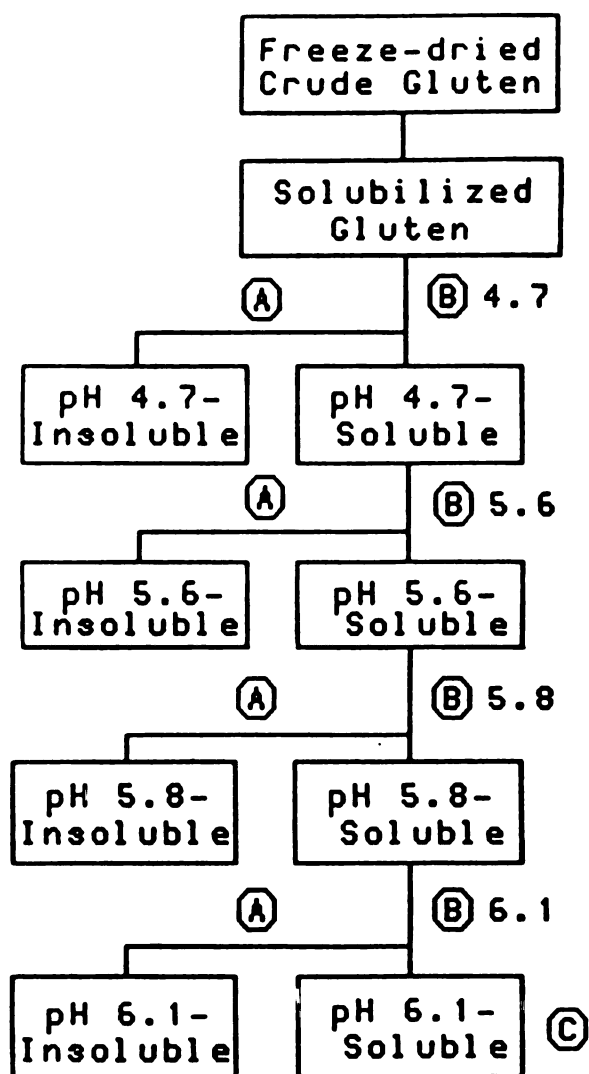 Freeze-dried
Crude Gluten
Solubilized
Gluten
A
B 4.7
pH 4.7-
Insoluble
pH 4.7-
Soluble
A
B 5.6
pH 5.6-
Insoluble
pH 5.6-
Soluble
A
B 5.8
pH 5.8-
Insoluble
pH 5.8-
Soluble
A
B 6.1
pH 6.1-
Insoluble
pH 6.1-
Soluble
C